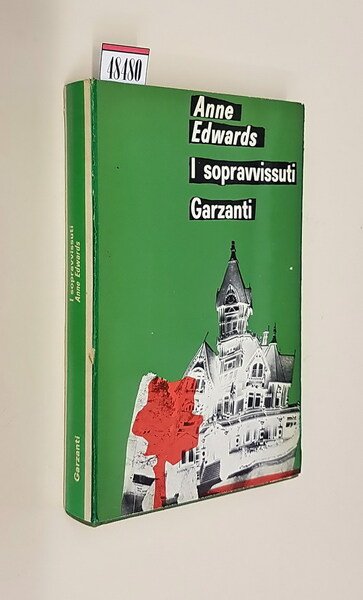 48480
Anne
Edwards
I sopravvissuti
Garzanti
I sopravvissuti
Anne Edwards
Garzanti